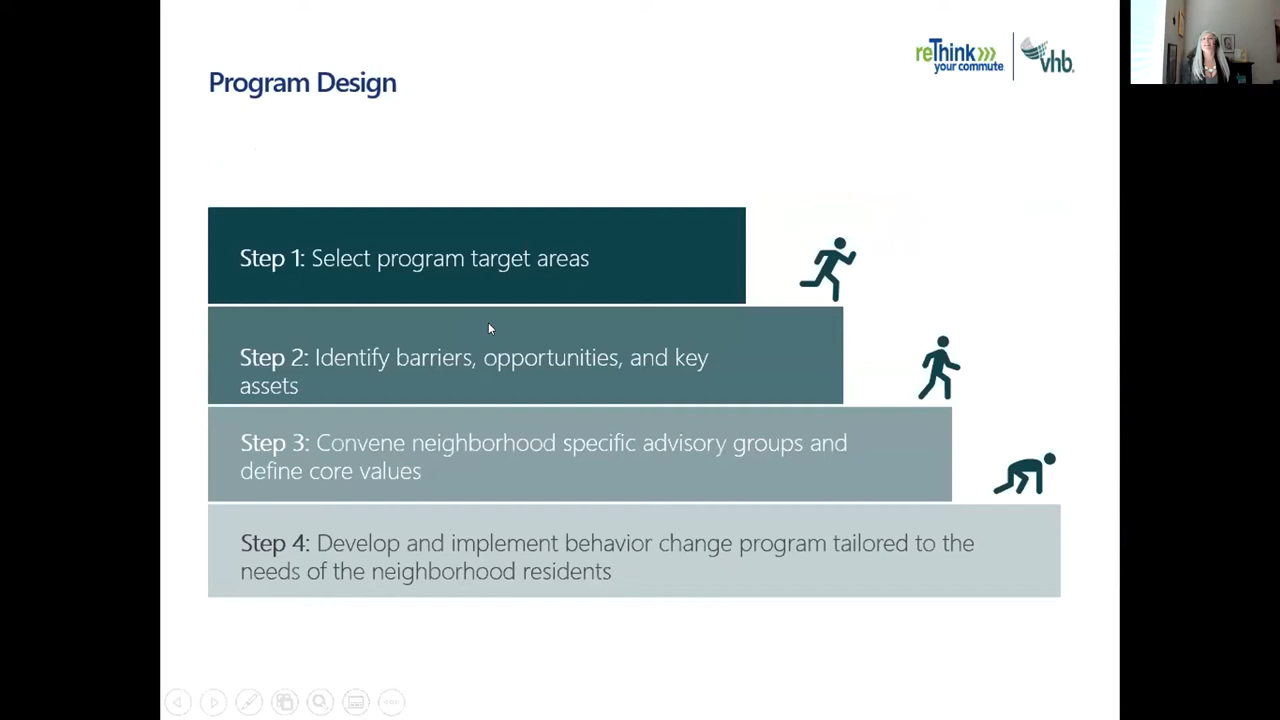 reThink
your commute
vhb
Program Design
Step 1: Select program target areas
Step 2: Identify barriers, opportunities, and key
assets
Step 3: Convene neighborhood specific advisory groups and
define core values
Step 4: Develop and implement behavior change program tailored to the
needs of the neighborhood residents